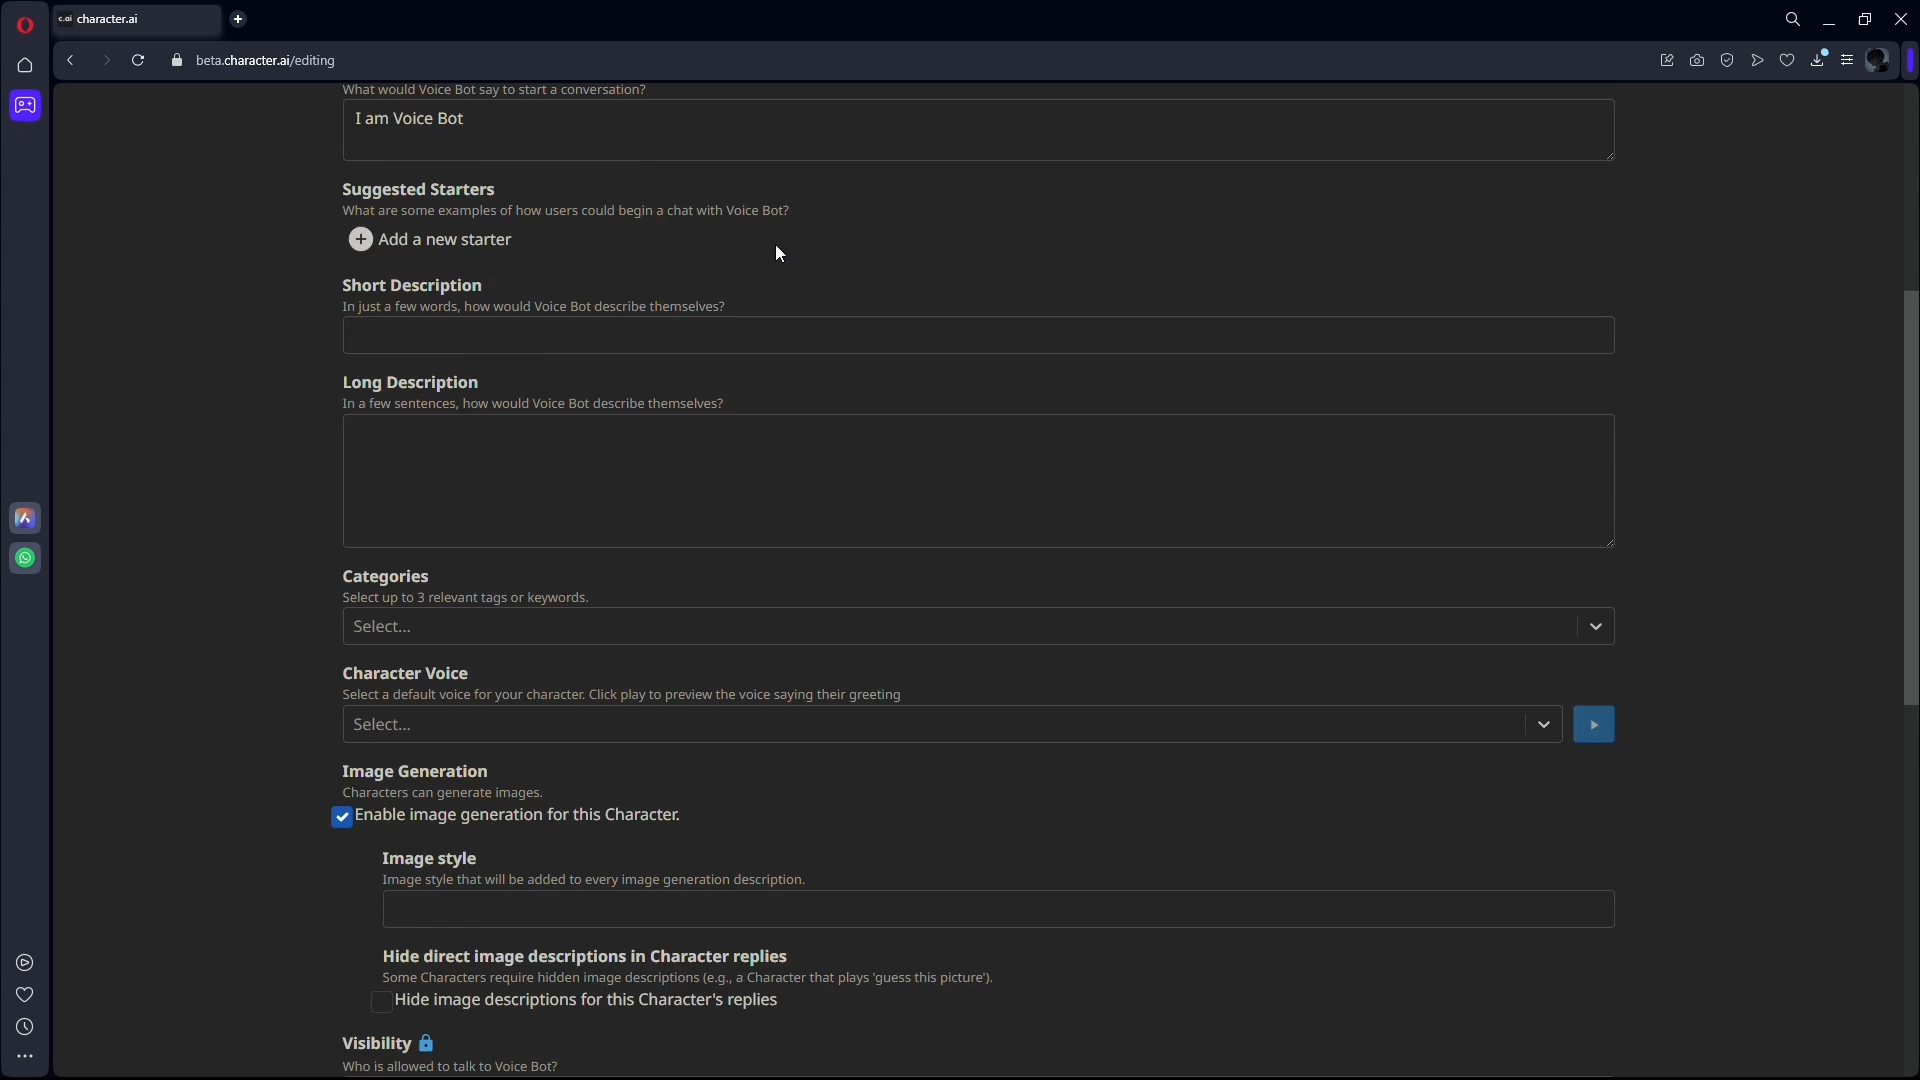 c.ai character.ai
beta.character.ai/editing
What would Voice Bot say to start a conversation?
I am Voice Bot
Suggested Starters
What are some examples of how users could begin a chat with Voice Bot?
Add a new starter
Short Description
In just a few words, how would Voice Bot describe themselves?
Long Description
In a few sentences, how would Voice Bot describe themselves?
Categories
Select up to 3 relevant tags or keywords.
Select...
Character Voice
Select a default voice for your character. Click play to preview the voice saying their greeting
Select...
Image Generation
Characters can generate images.
Enable image generation for this Character.
Image style
Image style that will be added to every image generation description.
Hide direct image descriptions in Character replies
Some Characters require hidden image descriptions (e.g., a Character that plays 'guess this picture').
Hide image descriptions for this Character's replies
Visibility
Who is allowed to talk to Voice Bot?